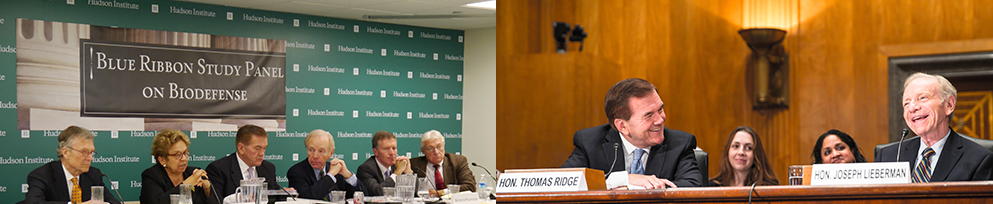 Hudson Institute
BLUE RIBBON STUDY PANEL
ON BIODEFENSE
HON. THOMAS RIDGE
HON. JOSEPH LIEBERMAN